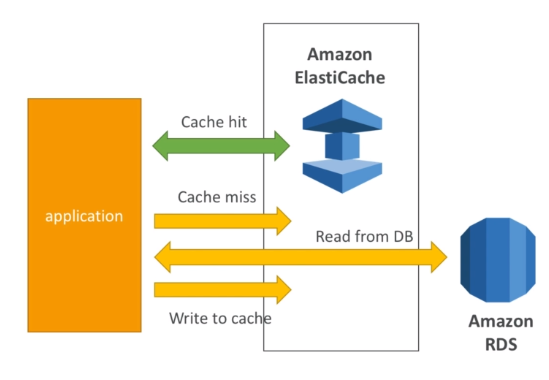 Amazon
ElastiCache
Cache hit
Cache miss
application
Read from DB
Write to cache
Amazon
RDS